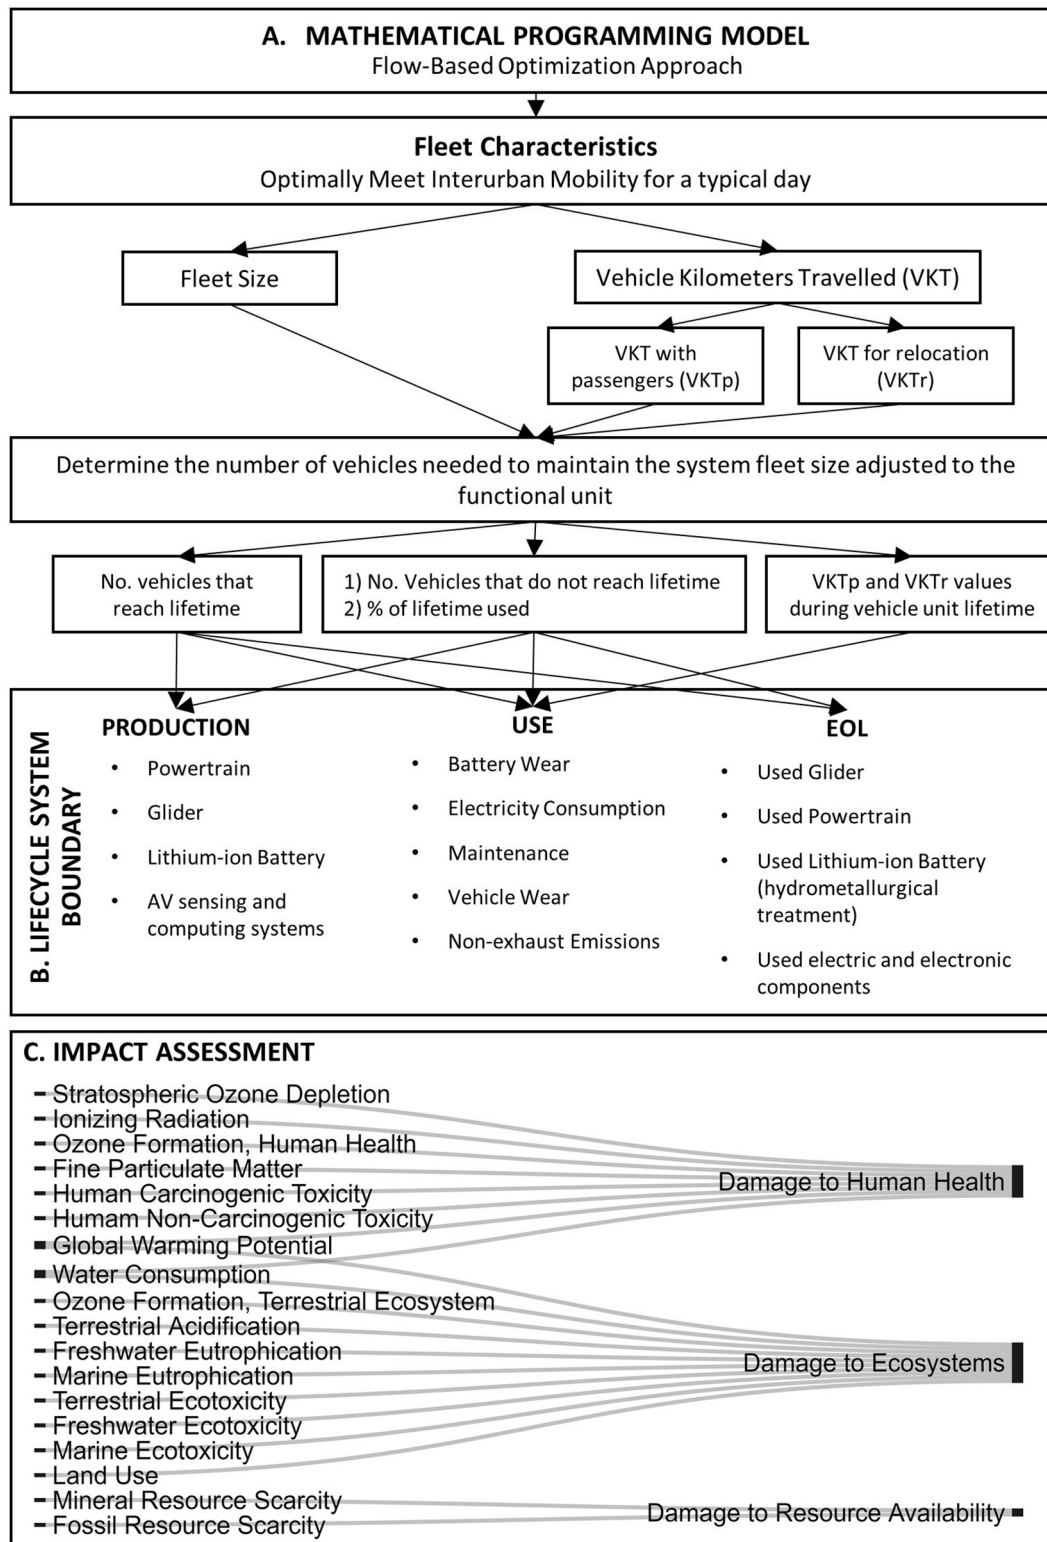 A. MATHEMATICAL PROGRAMMING MODEL
Flow-Based Optimization Approach
Fleet Characteristics
Optimally Meet Interurban Mobility for a typical day
Fleet Size
Vehicle Kilometers Travelled (VKT)
VKT with
passengers (VKTp)
VKT for relocation
(VKTr)
Determine the number of vehicles needed to maintain the system fleet size adjusted to the
functional unit
No. vehicles that
reach lifetime
1) No. Vehicles that do not reach lifetime
2) % of lifetime used
VKTp and VKTr values
during vehicle unit lifetime
B. LIFECYCLE SYSTEM
BOUNDARY
PRODUCTION
• Powertrain
• Glider
• Lithium-ion Battery
• AV sensing and
computing systems
USE
• Battery Wear
• Electricity Consumption
• Maintenance
• Vehicle Wear
• Non-exhaust Emissions
EOL
• Used Glider
• Used Powertrain
• Used Lithium-ion Battery
(hydrometallurgical
treatment)
• Used electric and electronic
components
C. IMPACT ASSESSMENT
Stratospheric Ozone Depletion
Ionizing Radiation
Ozone Formation, Human Health
Fine Particulate Matter
Human Carcinogenic Toxicity
Humam Non-Carcinogenic Toxicity
Global Warming Potential
Water Consumption
Ozone Formation, Terrestrial Ecosystem
Terrestrial Acidification
Freshwater Eutrophication
Marine Eutrophication
Terrestrial Ecotoxicity
Freshwater Ecotoxicity
Marine Ecotoxicity
Land Use
Mineral Resource Scarcity
Fossil Resource Scarcity
Damage to Human Health
Damage to Ecosystems
Damage to Resource Availability